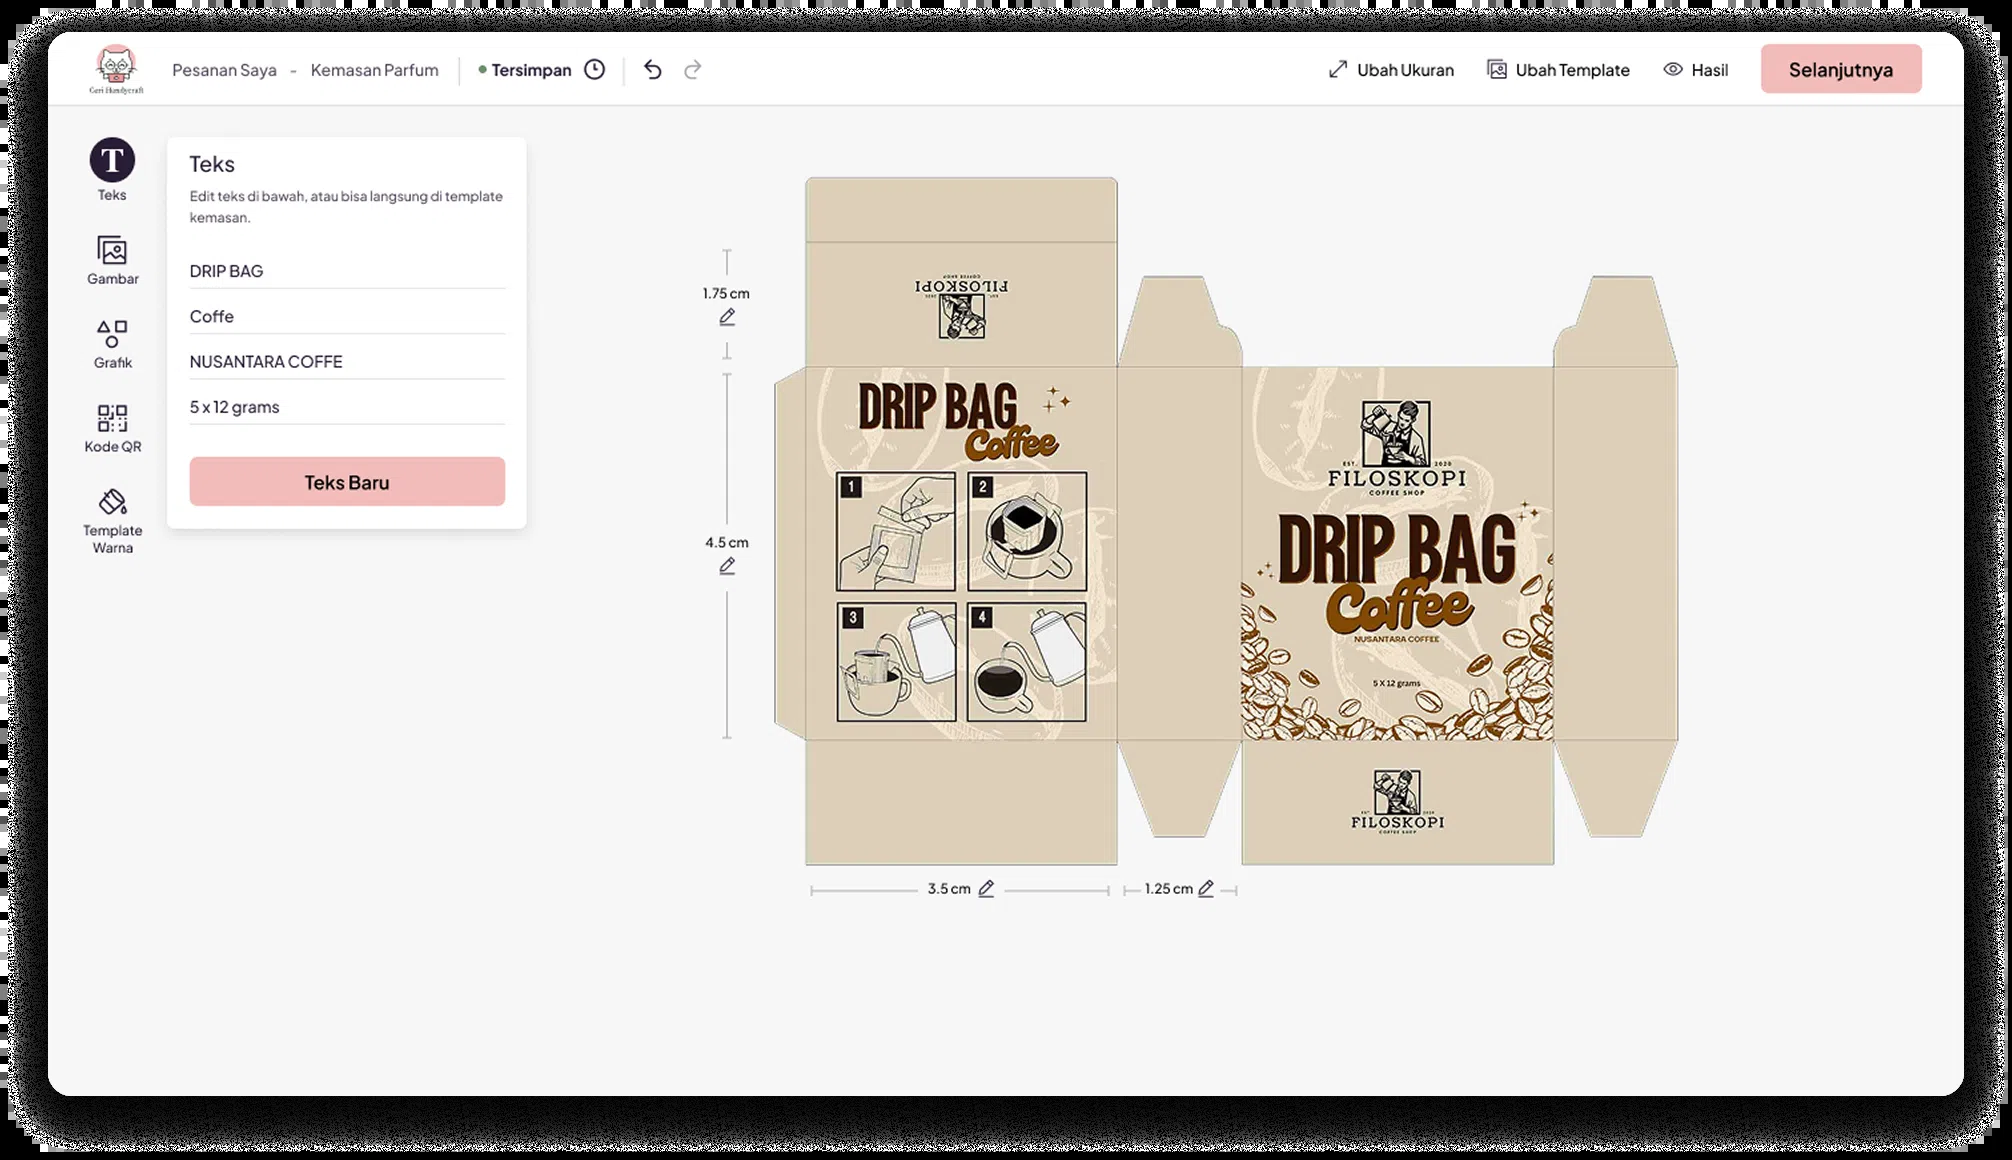 Geri Handycraft
Pesanan Saya - Kemasan Parfum
Tersimpan
Ubah Ukuran
Ubah Template
Hasil
Selanjutnya
Teks
Gambar
Grafik
Kode QR
Template
Warna
Teks
Edit teks di bawah, atau bisa langsung di template
kemasan.
DRIP BAG
Coffe
NUSANTARA COFFE
5 x 12 grams
Teks Baru
1.75 cm
4.5 cm
3.5 cm
1.25 cm
COFFEE SHOP
FILOSKOPI
EST. 2020
DRIP BAG
Coffee
1
2
3
4
EST. 2020
FILOSKOPI
COFFEE SHOP
DRIP BAG
Coffee
NUSANTARA COFFEE
5 X 12 grams
EST. 2020
FILOSKOPI
COFFEE SHOP